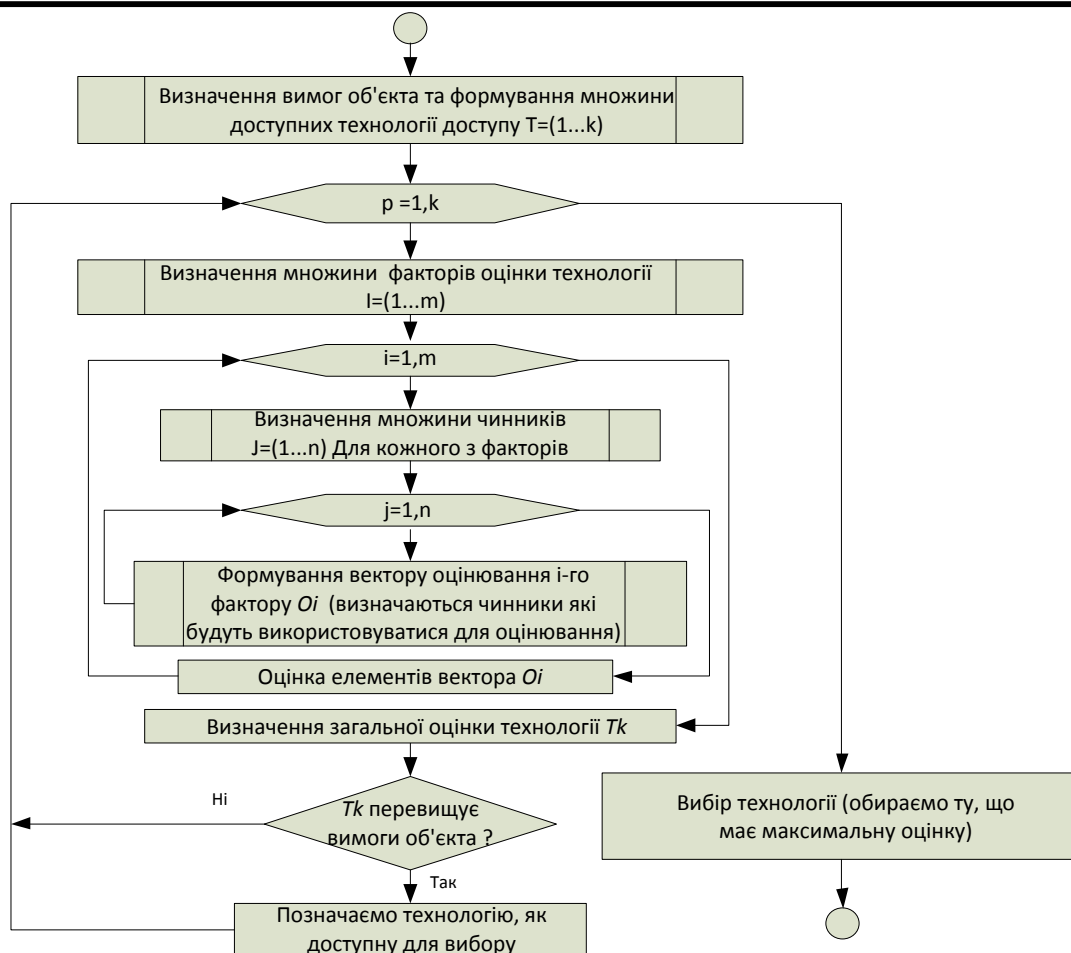 Визначення вимог об'єкта та формування множини
доступних технології доступу T=(1...k)
p =1,k
Визначення множини факторів оцінки технології
I=(1...m)
i=1,m
Визначення множини чинників
J=(1...n) Для кожного з факторів
j=1,n
Формування вектору оцінювання і-го
фактору Oi (визначаються чинники які
будуть використовуватися для оцінювання)
Оцінка елементів вектора Oi
Визначення загальної оцінки технології Tk
Ні
Tk перевищує
вимоги об'єкта ?
Так
Позначаємо технологію, як
доступну для вибору
Вибір технології (обираємо ту, що
має максимальну оцінку)